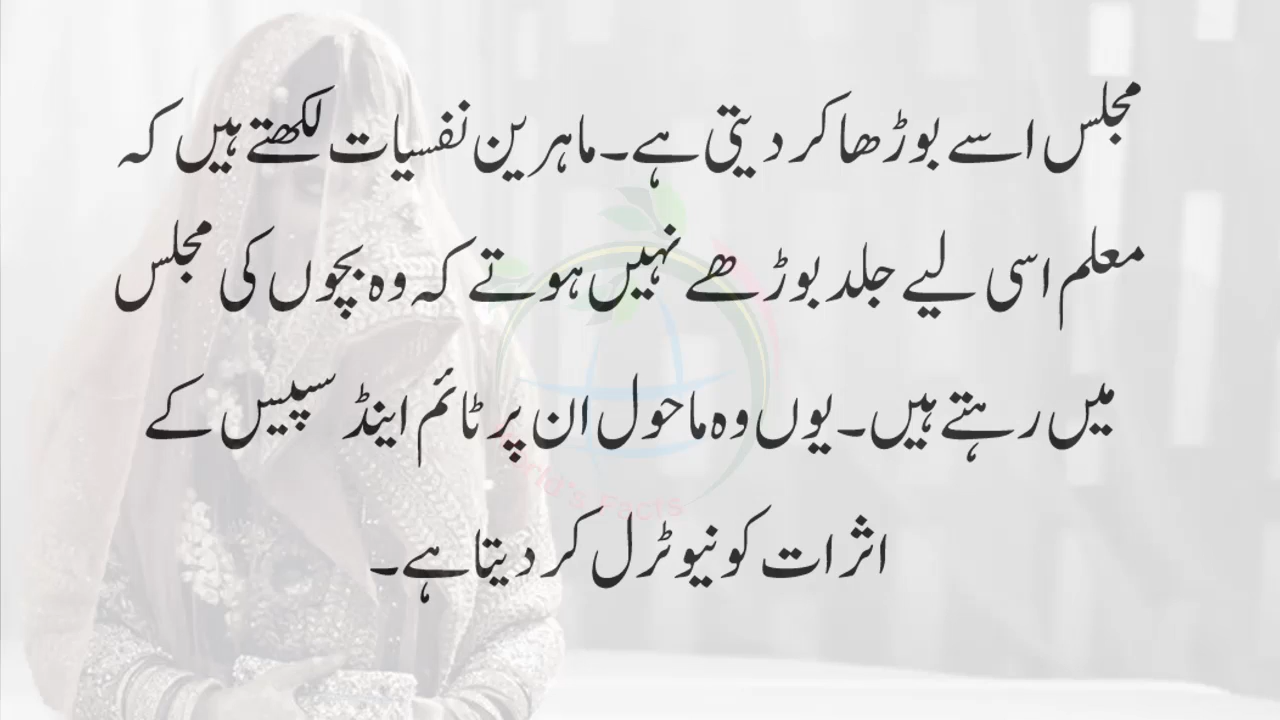 مجلس اسے بوڑھا کر دیتی ہے۔ ماہرین نفسیات لکھتے ہیں کہ
معلم اسی لیے جلد بوڑھے نہیں ہوتے کہ وہ بچوں کی مجلس
میں رہتے ہیں۔ یوں وہ ماحول ان پر ٹائم اینڈ سپیس کے
اثرات کو نیوٹرل کر دیتا ہے۔
World's Facts